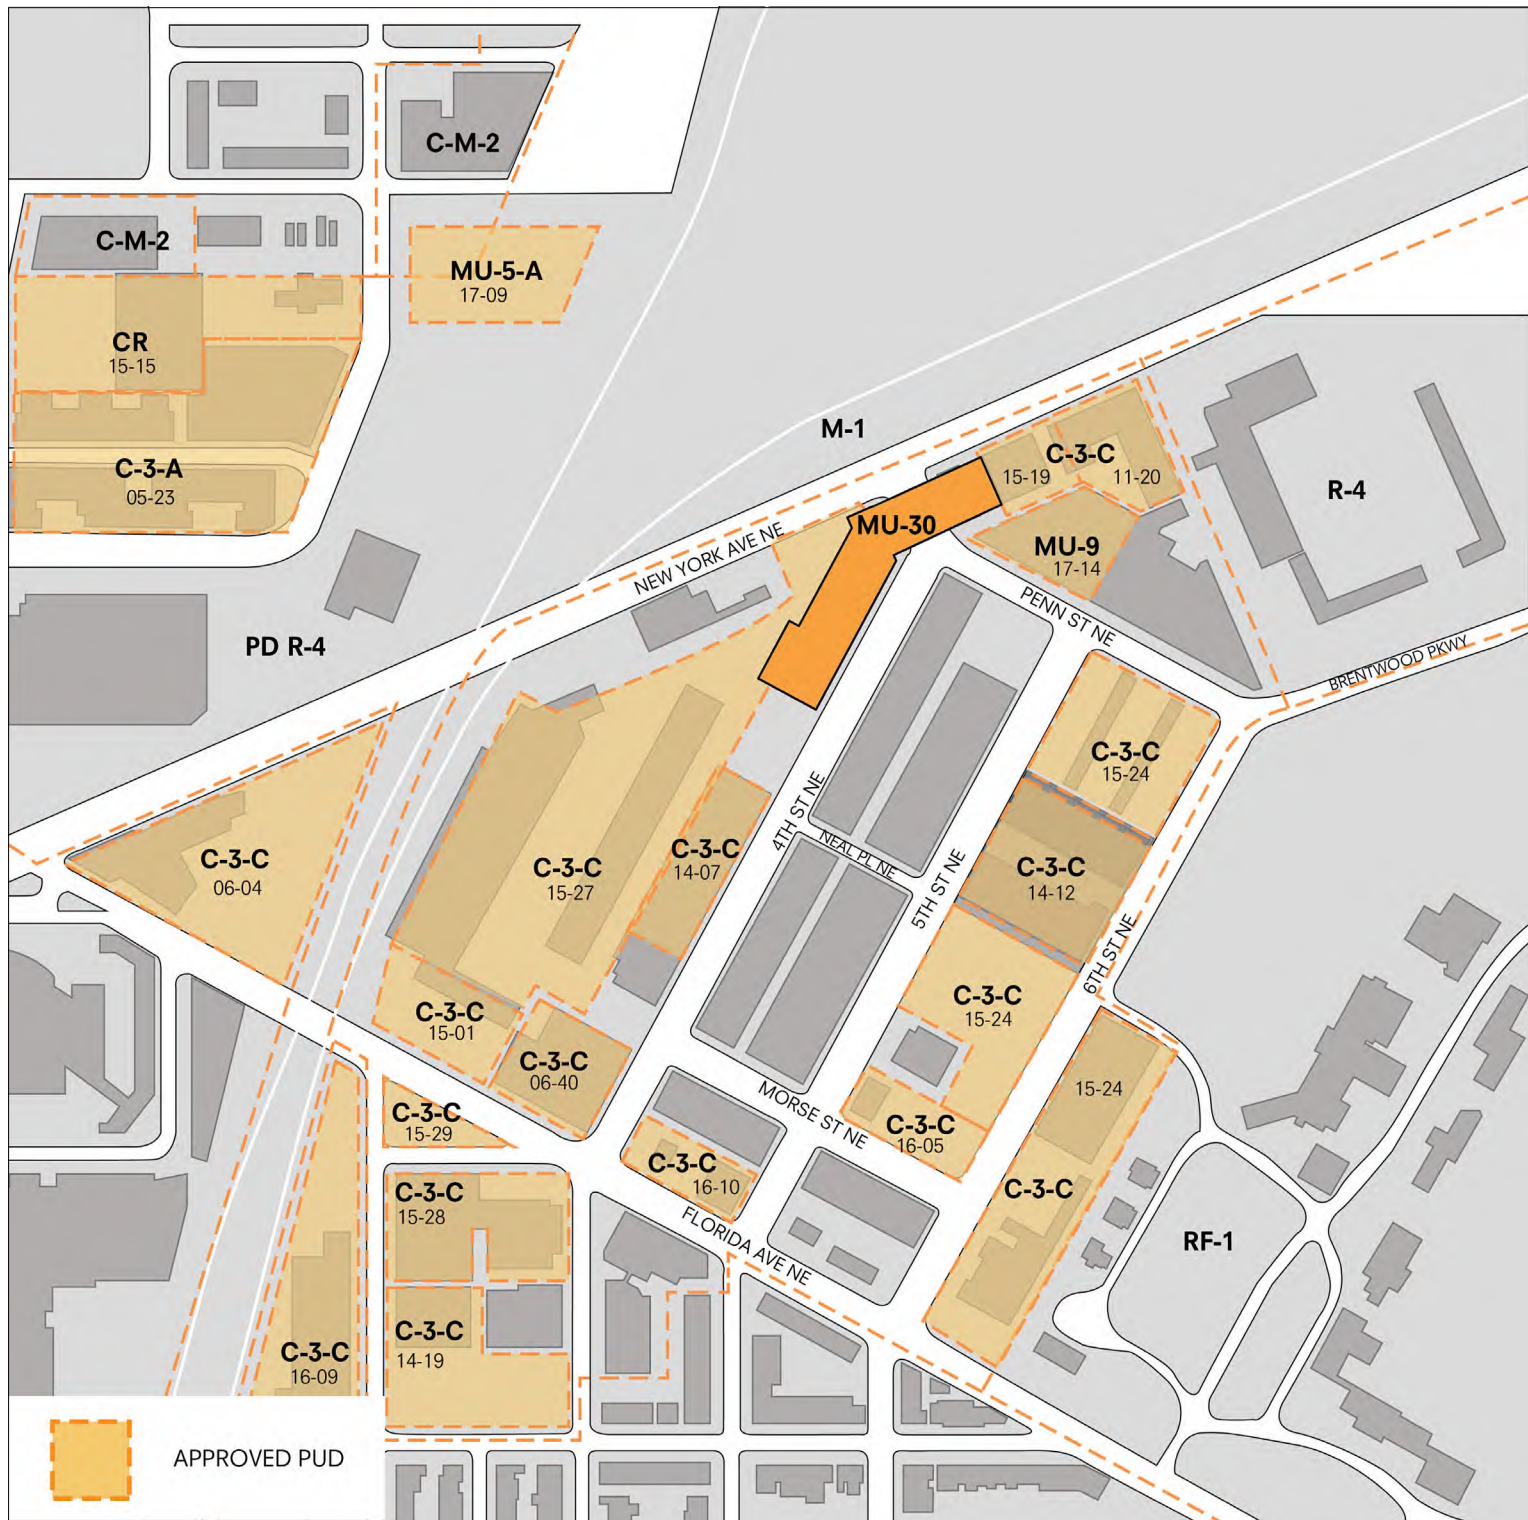 C-M-2
C-M-2
MU-5-A
17-09
CR
15-15
C-3-A
05-23
M-1
C-3-C
15-19
11-20
R-4
MU-30
MU-9
17-14
NEW YORK AVE NE
PENN ST NE
PD R-4
BRENTWOOD PKWY
C-3-C
15-24
4TH ST NE
NEAL PL NE
5TH ST NE
C-3-C
06-04
C-3-C
15-27
C-3-C
14-07
C-3-C
14-12
6TH ST NE
C-3-C
15-24
C-3-C
15-01
C-3-C
06-40
15-24
C-3-C
15-29
MORSE ST NE
C-3-C
16-05
C-3-C
16-10
C-3-C
C-3-C
15-28
FLORIDA AVE NE
RF-1
C-3-C
14-19
C-3-C
16-09
APPROVED PUD